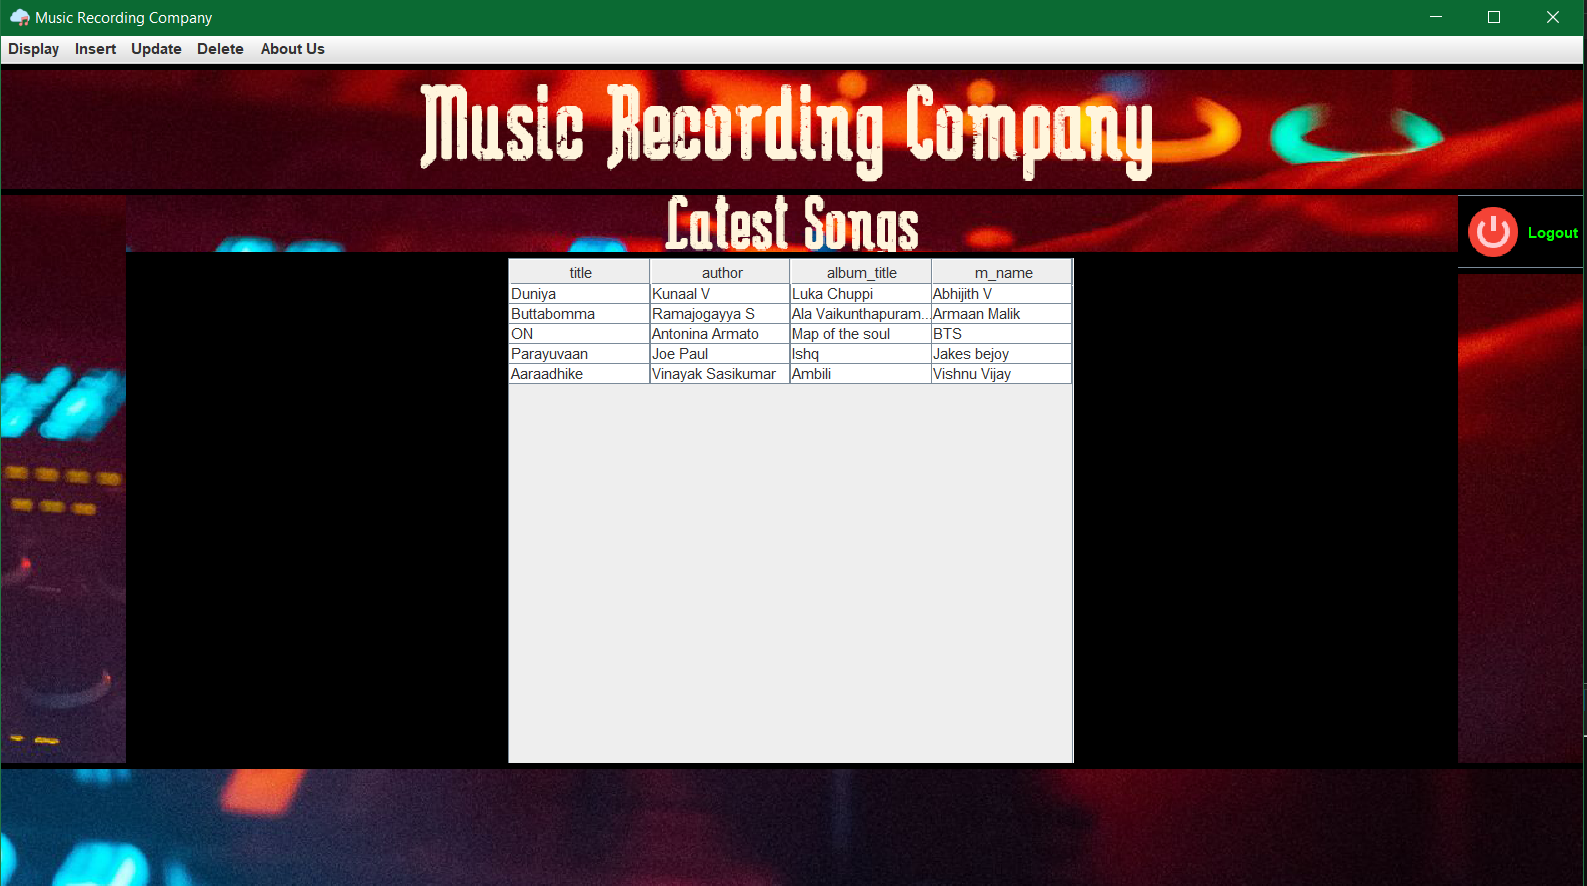 Music Recording Company
Display Insert Update Delete About Us
Music Recording Company
Latest Songs
Logout
title author album_title m_name
Duniya Kunaal V Luka Chuppi Abhijith V
Buttabomma Ramajogayya S Ala Vaikunthapuram... Armaan Malik
ON Antonina Armato Map of the soul BTS
Parayuvaan Joe Paul Ishq Jakes bejoy
Aaraadhike Vinayak Sasikumar Ambili Vishnu Vijay